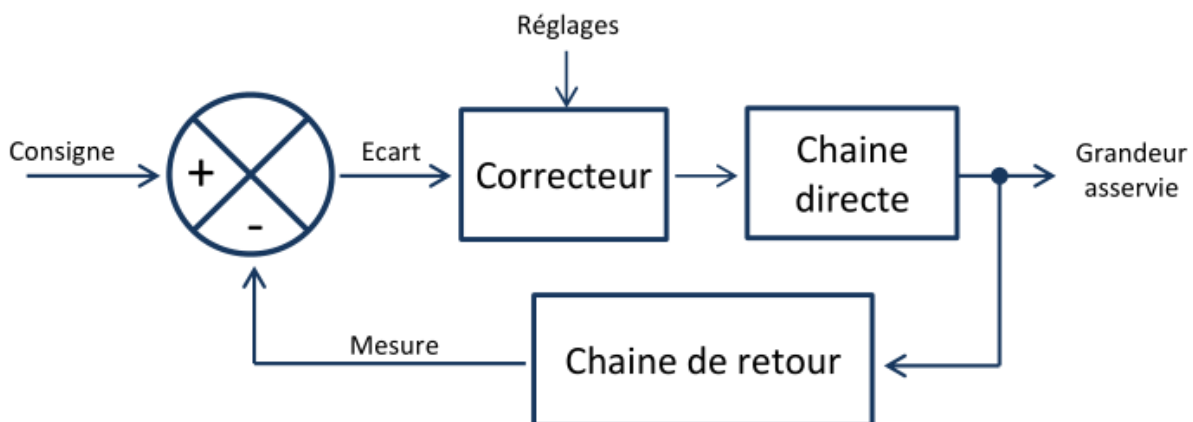 Réglages
Consigne
+
-
Ecart
Correcteur
Chaine
directe
Grandeur
asservie
Mesure
Chaine de retour